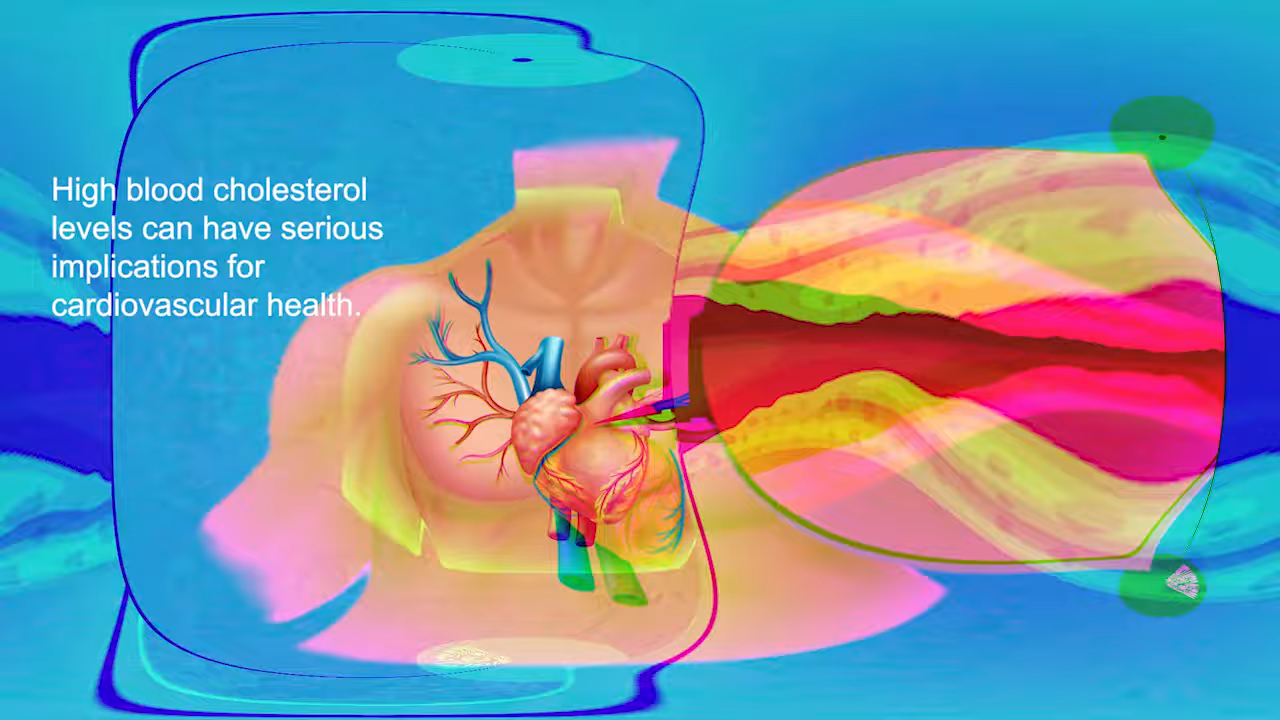 High blood cholesterol
levels can have serious
implications for
cardiovascular health.